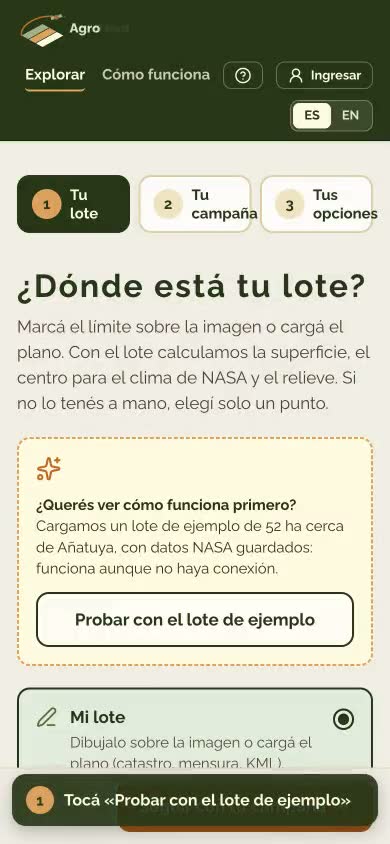 Agro
Explorar Cómo funciona Ingresar
ES EN
1 Tu lote
2 Tu campaña
3 Tus opciones
¿Dónde está tu lote?
Marcá el límite sobre la imagen o cargá el
plano. Con el lote calculamos la superficie, el
centro para el clima de NASA y el relieve. Si
no lo tenés a mano, elegí solo un punto.
¿Querés ver cómo funciona primero?
Cargamos un lote de ejemplo de 52 ha cerca
de Añatuya, con datos NASA guardados:
funciona aunque no haya conexión.
Probar con el lote de ejemplo
Mi lote
Dibujalo sobre la imagen o cargá el
plano (catastro, mensura, KML)
1 Tocá «Probar con el lote de ejemplo»